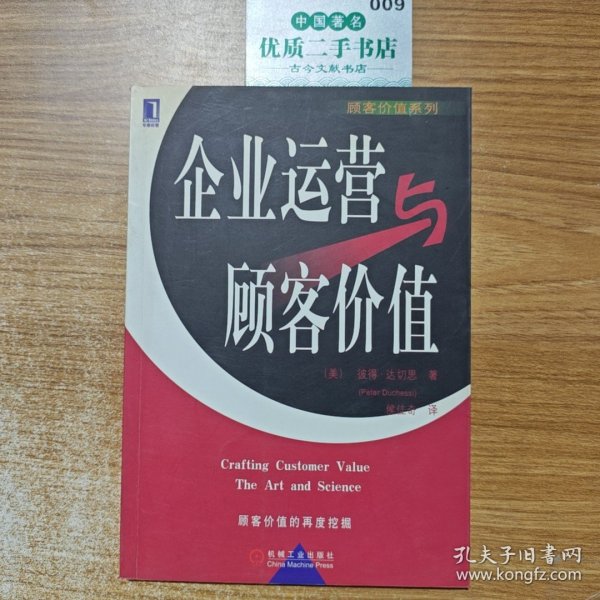 009
中国著名
优质二手书店
古今文献书店
顾客价值系列
企业运营与
顾客价值
(美) 彼得·达切思 著
(Peter Duchessi)
译
Crafting Customer Value
The Art and Science
顾客价值的再度挖掘
机械工业出版社
China Machine Press
孔夫子旧书网
www.kongfz.com